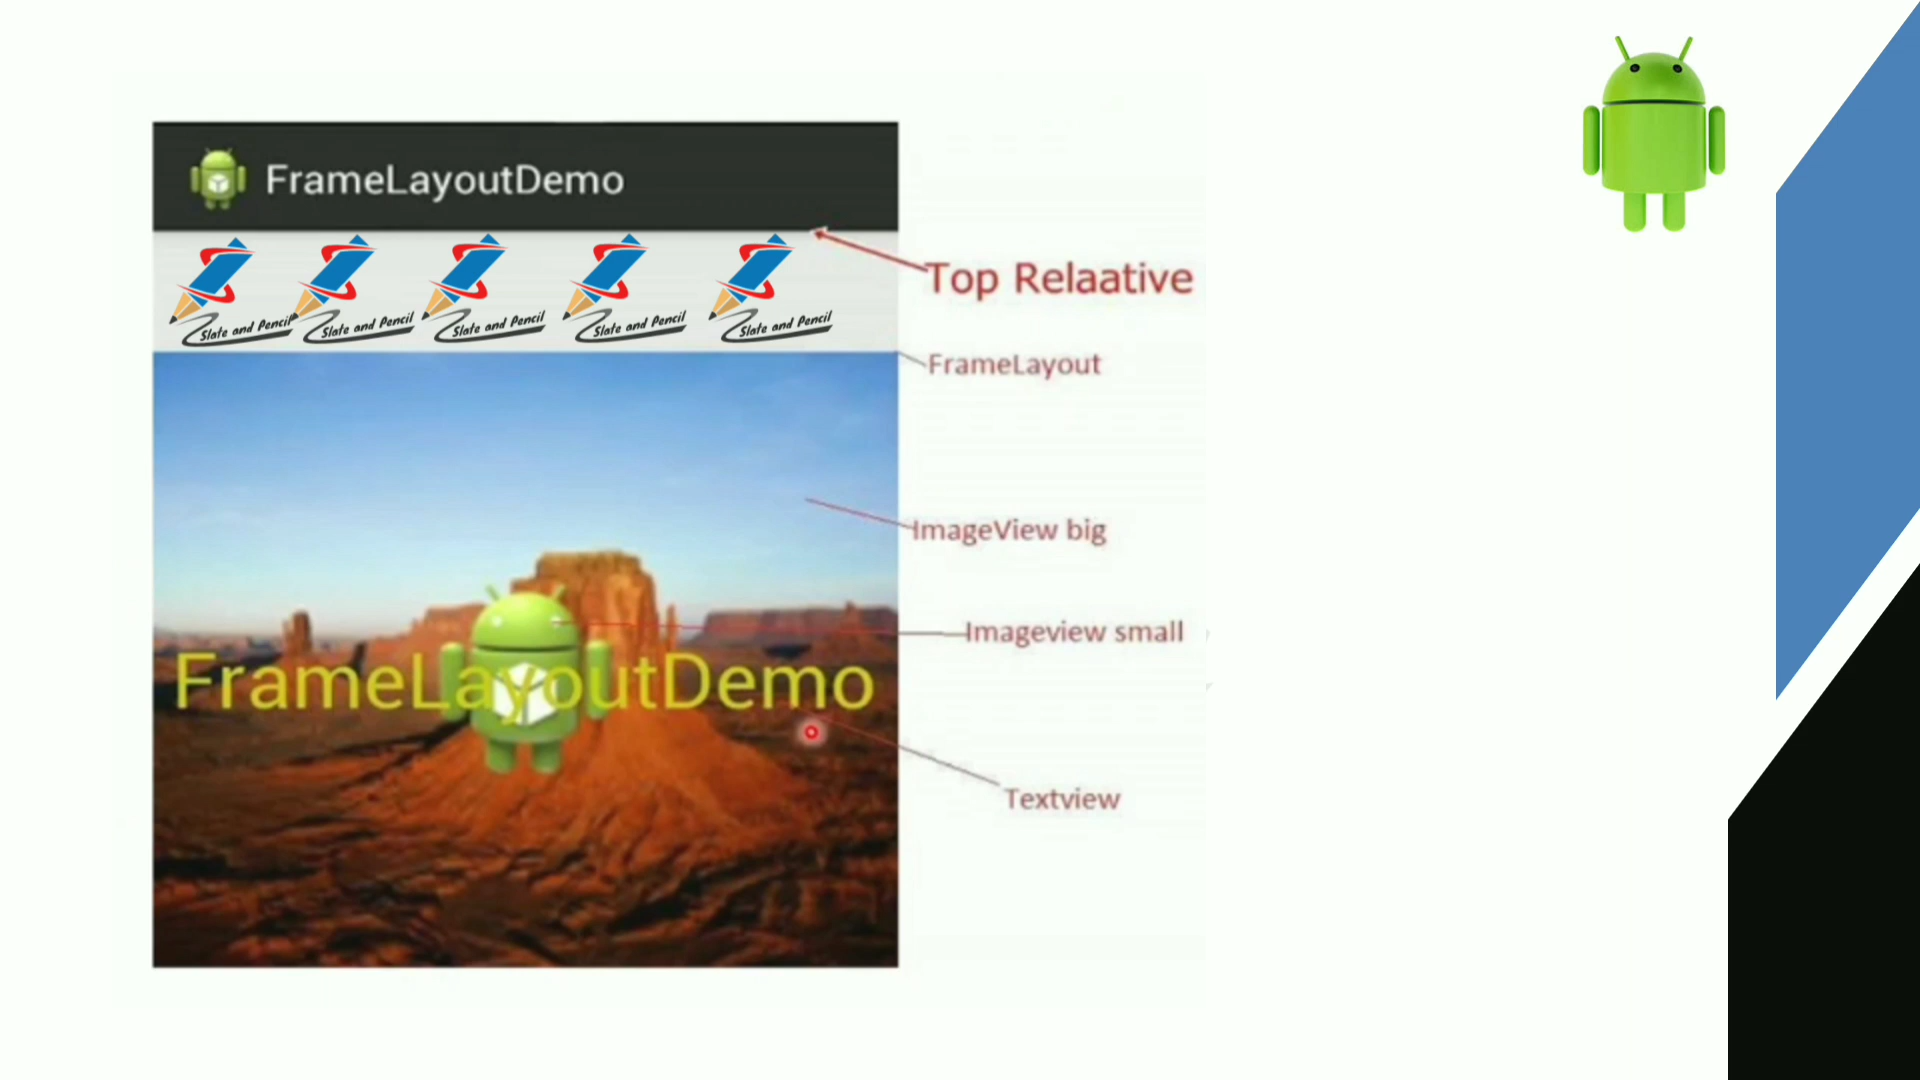 FrameLayoutDemo
Slate and Pencil Slate and Pencil Slate and Pencil Slate and Pencil Slate and Pencil
Top Relaative
FrameLayout
ImageView big
Imageview small
FrameLayoutDemo
Textview